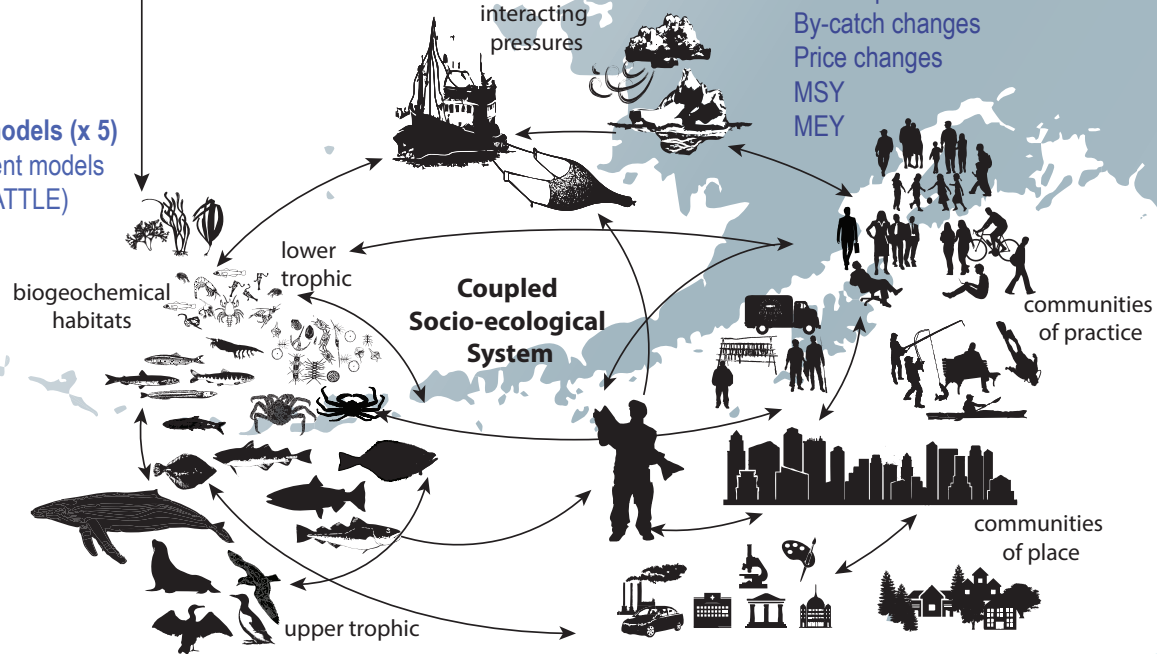 interacting
pressures
By-catch changes
Price changes
MSY
MEY
models (x 5)
ent models
ATTLE)
lower
trophic
biogeochemical
habitats
Coupled
Socio-ecological
System
communities
of practice
communities
of place
upper trophic